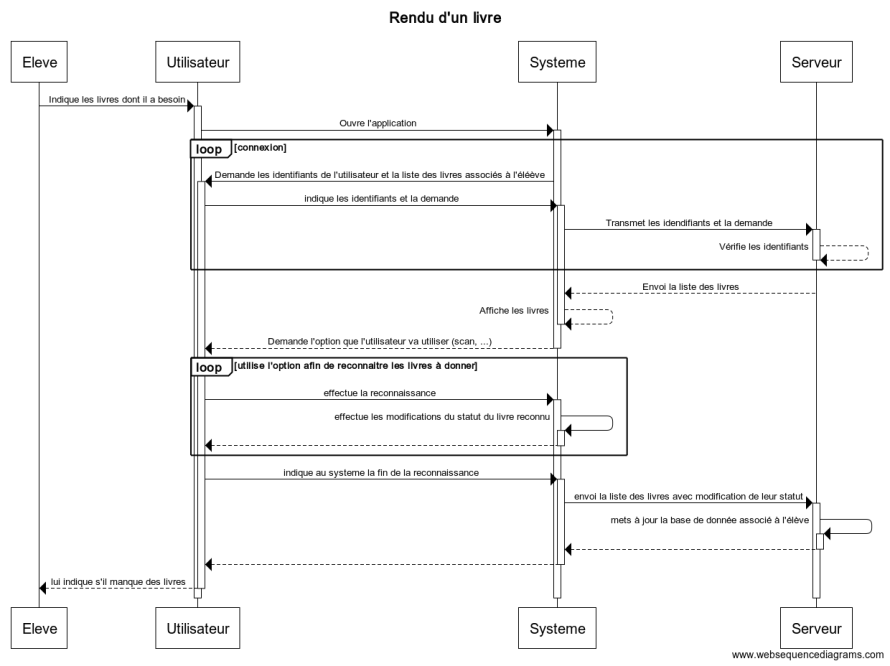 Rendu d'un livre
Eleve
Utilisateur
Systeme
Serveur
Indique les livres dont il a besoin
Ouvre l'application
loop [connexion]
Demande les identifiants de l'utilisateur et la liste des livres associés à l'éléève
indique les identifiants et la demande
Transmet les idendifiants et la demande
Vérifie les identifiants
Envoi la liste des livres
Affiche les livres
Demande l'option que l'utilisateur va utiliser (scan, ...)
loop [utilise l'option afin de reconnaitre les livres à donner]
effectue la reconnaissance
effectue les modifications du statut du livre reconnu
indique au systeme la fin de la reconnaissance
envoi la liste des livres avec modification de leur statut
mets à jour la base de donnée associé à l'élève
lui indique s'il manque des livres
Eleve
Utilisateur
Systeme
Serveur
www.websequencediagrams.com